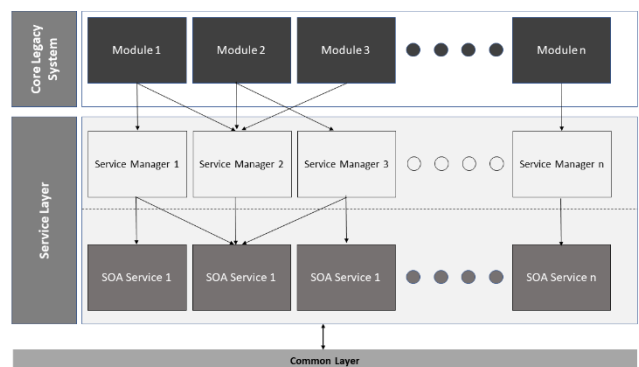 Core Legacy
System
Module 1
Module 2
Module 3
Module n
Service Layer
Service Manager 1
Service Manager 2
Service Manager 3
Service Manager n
SOA Service 1
SOA Service 1
SOA Service 1
SOA Service n
Common Layer